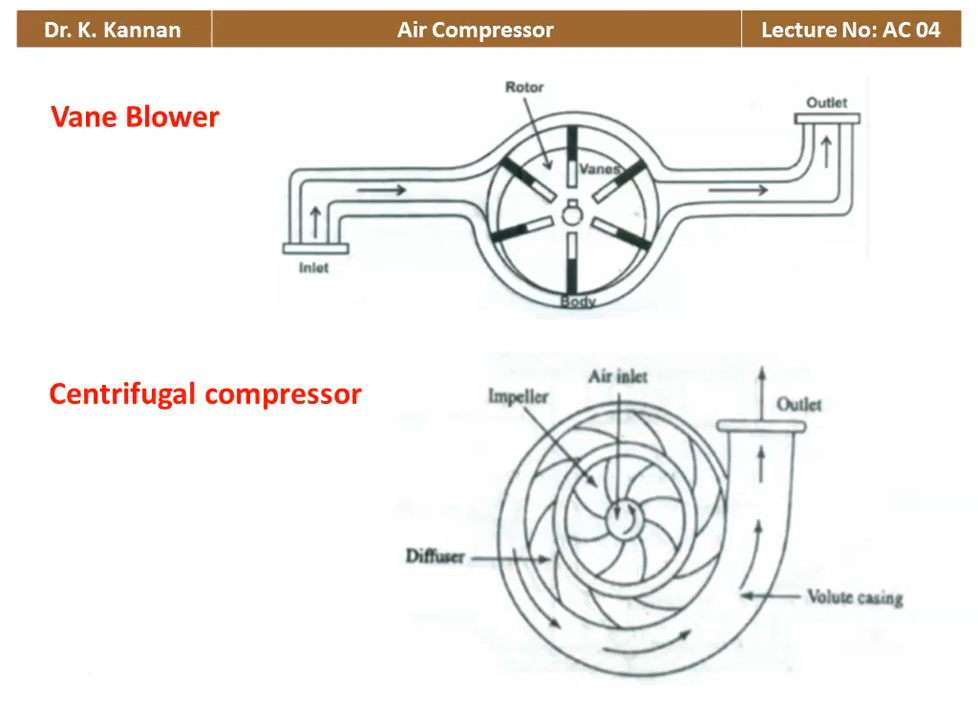 Dr. K. Kannan
Air Compressor
Lecture No: AC 04
Vane Blower
Rotor
Outlet
Vanes
Inlet
Body
Centrifugal compressor
Air inlet
Impeller
Outlet
Diffuser
Volute casing